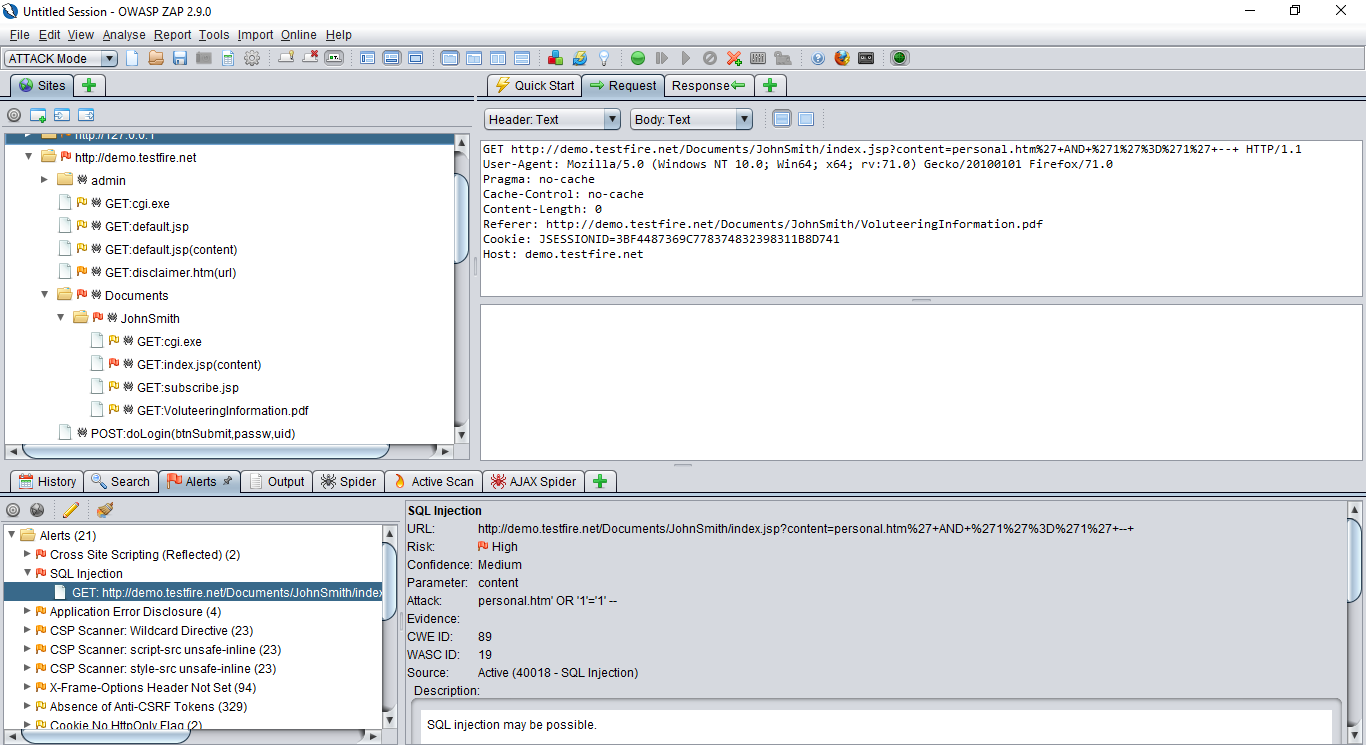 Untitled Session - OWASP ZAP 2.9.0
File Edit View Analyse Report Tools Import Online Help
ATTACK Mode
Sites
Quick Start
Request
Response
Header: Text
Body: Text
http://127.0.0.1
http://demo.testfire.net
admin
GET:cgi.exe
GET:default.jsp
GET:default.jsp(content)
GET:disclaimer.htm(url)
Documents
JohnSmith
GET:cgi.exe
GET:index.jsp(content)
GET:subscribe.jsp
GET:VoluteeringInformation.pdf
POST:doLogin(btnSubmit,passw,uid)
GET http://demo.testfire.net/Documents/JohnSmith/index.jsp?content=personal.htm%27+AND+%271%27%3D%271%27+--+ HTTP/1.1
User-Agent: Mozilla/5.0 (Windows NT 10.0; Win64; x64; rv:71.0) Gecko/20100101 Firefox/71.0
Pragma: no-cache
Cache-Control: no-cache
Content-Length: 0
Referer: http://demo.testfire.net/Documents/JohnSmith/VoluteeringInformation.pdf
Cookie: JSESSIONID=3BF4487369C778374832398311B8D741
Host: demo.testfire.net
History
Search
Alerts
Output
Spider
Active Scan
AJAX Spider
Alerts (21)
Cross Site Scripting (Reflected) (2)
SQL Injection
GET: http://demo.testfire.net/Documents/JohnSmith/index
Application Error Disclosure (4)
CSP Scanner: Wildcard Directive (23)
CSP Scanner: script-src unsafe-inline (23)
CSP Scanner: style-src unsafe-inline (23)
X-Frame-Options Header Not Set (94)
Absence of Anti-CSRF Tokens (329)
Cookie No HttpOnly Flag (2)
SQL Injection
URL: http://demo.testfire.net/Documents/JohnSmith/index.jsp?content=personal.htm%27+AND+%271%27%3D%271%27+--+
Risk: High
Confidence: Medium
Parameter: content
Attack: personal.htm' OR '1'='1' --
Evidence:
CWE ID: 89
WASC ID: 19
Source: Active (40018 - SQL Injection)
Description:
SQL injection may be possible.